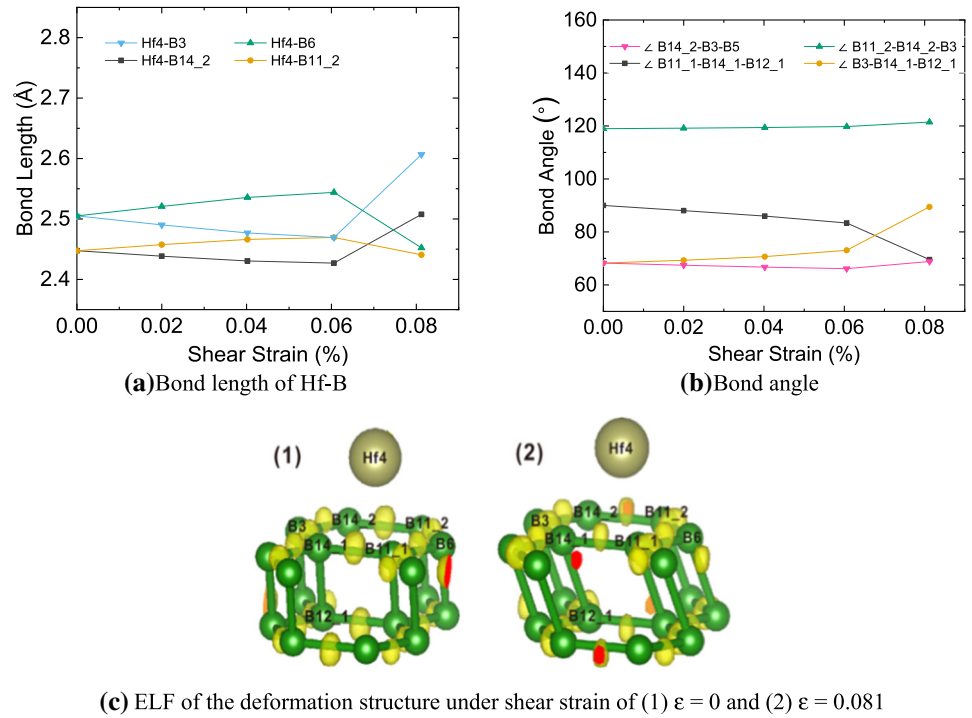 2.8
2.7
2.6
2.5
2.4
Bond Length (Å)
Hf4-B3
Hf4-B6
Hf4-B14_2
Hf4-B11_2
0.00 0.02 0.04 0.06 0.08
Shear Strain (%)
(a)Bond length of Hf-B
160
140
120
100
80
60
Bond Angle (°)
∠ B14_2-B3-B5
∠ B11_2-B14_2-B3
∠ B11_1-B14_1-B12_1
∠ B3-B14_1-B12_1
0.00 0.02 0.04 0.06 0.08
Shear Strain (%)
(b)Bond angle
(1)
Hf4
B3 B14_2 B11_2
B14_1 B11_1 B6
B12_1
(2)
Hf4
B3 B14_2 B11_2
B14_1 B11_1 B6
B12_1
(c) ELF of the deformation structure under shear strain of (1) ε = 0 and (2) ε = 0.081